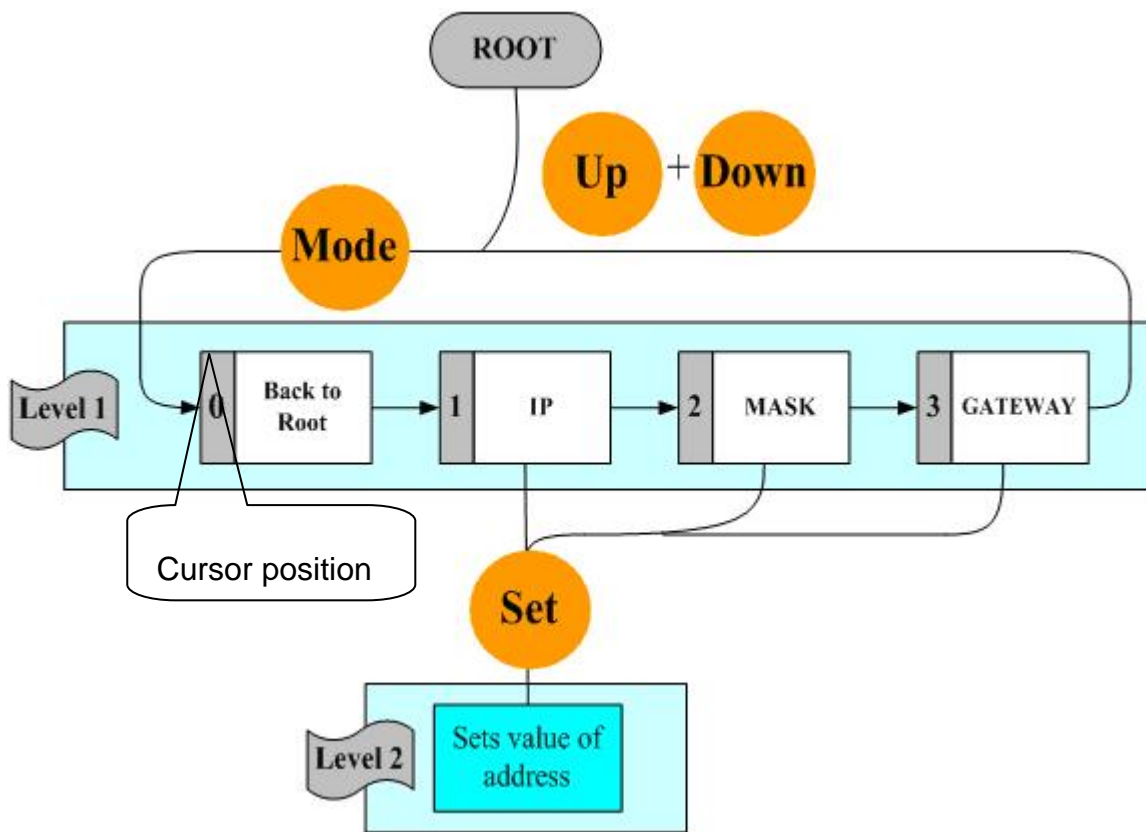 ROOT
Up + Down
Mode
Level 1
0
Back to
Root
1
IP
2
MASK
3
GATEWAY
Cursor position
Set
Level 2
Sets value of
address